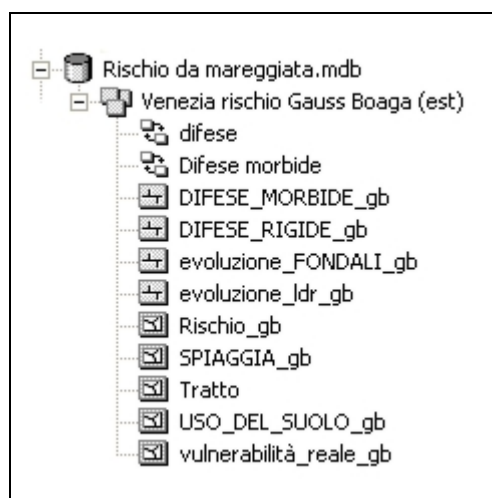 Rischio da mareggiata.mdb
Venezia rischio Gauss Boaga (est)
difese
Difese morbide
DIFESE_MORBIDE_gb
DIFESE_RIGIDE_gb
evoluzione_FONDALI_gb
evoluzione_ldr_gb
Rischio_gb
SPIAGGIA_gb
Tratto
USO_DEL_SUOLO_gb
vulnerabilità_reale_gb